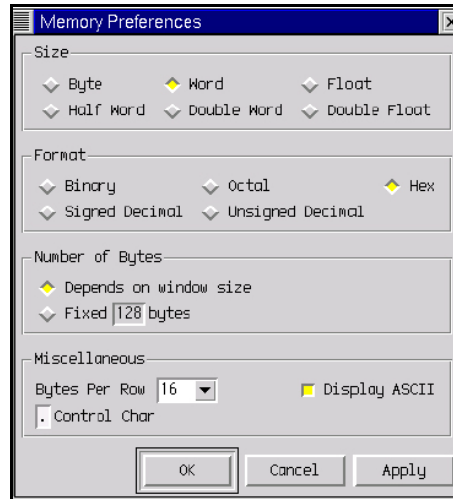 Memory Preferences
Size
Byte Word Float
Half Word Double Word Double Float
Format
Binary Octal Hex
Signed Decimal Unsigned Decimal
Number of Bytes
Depends on window size
Fixed 128 bytes
Miscellaneous
Bytes Per Row 16 Display ASCII
. Control Char
OK Cancel Apply